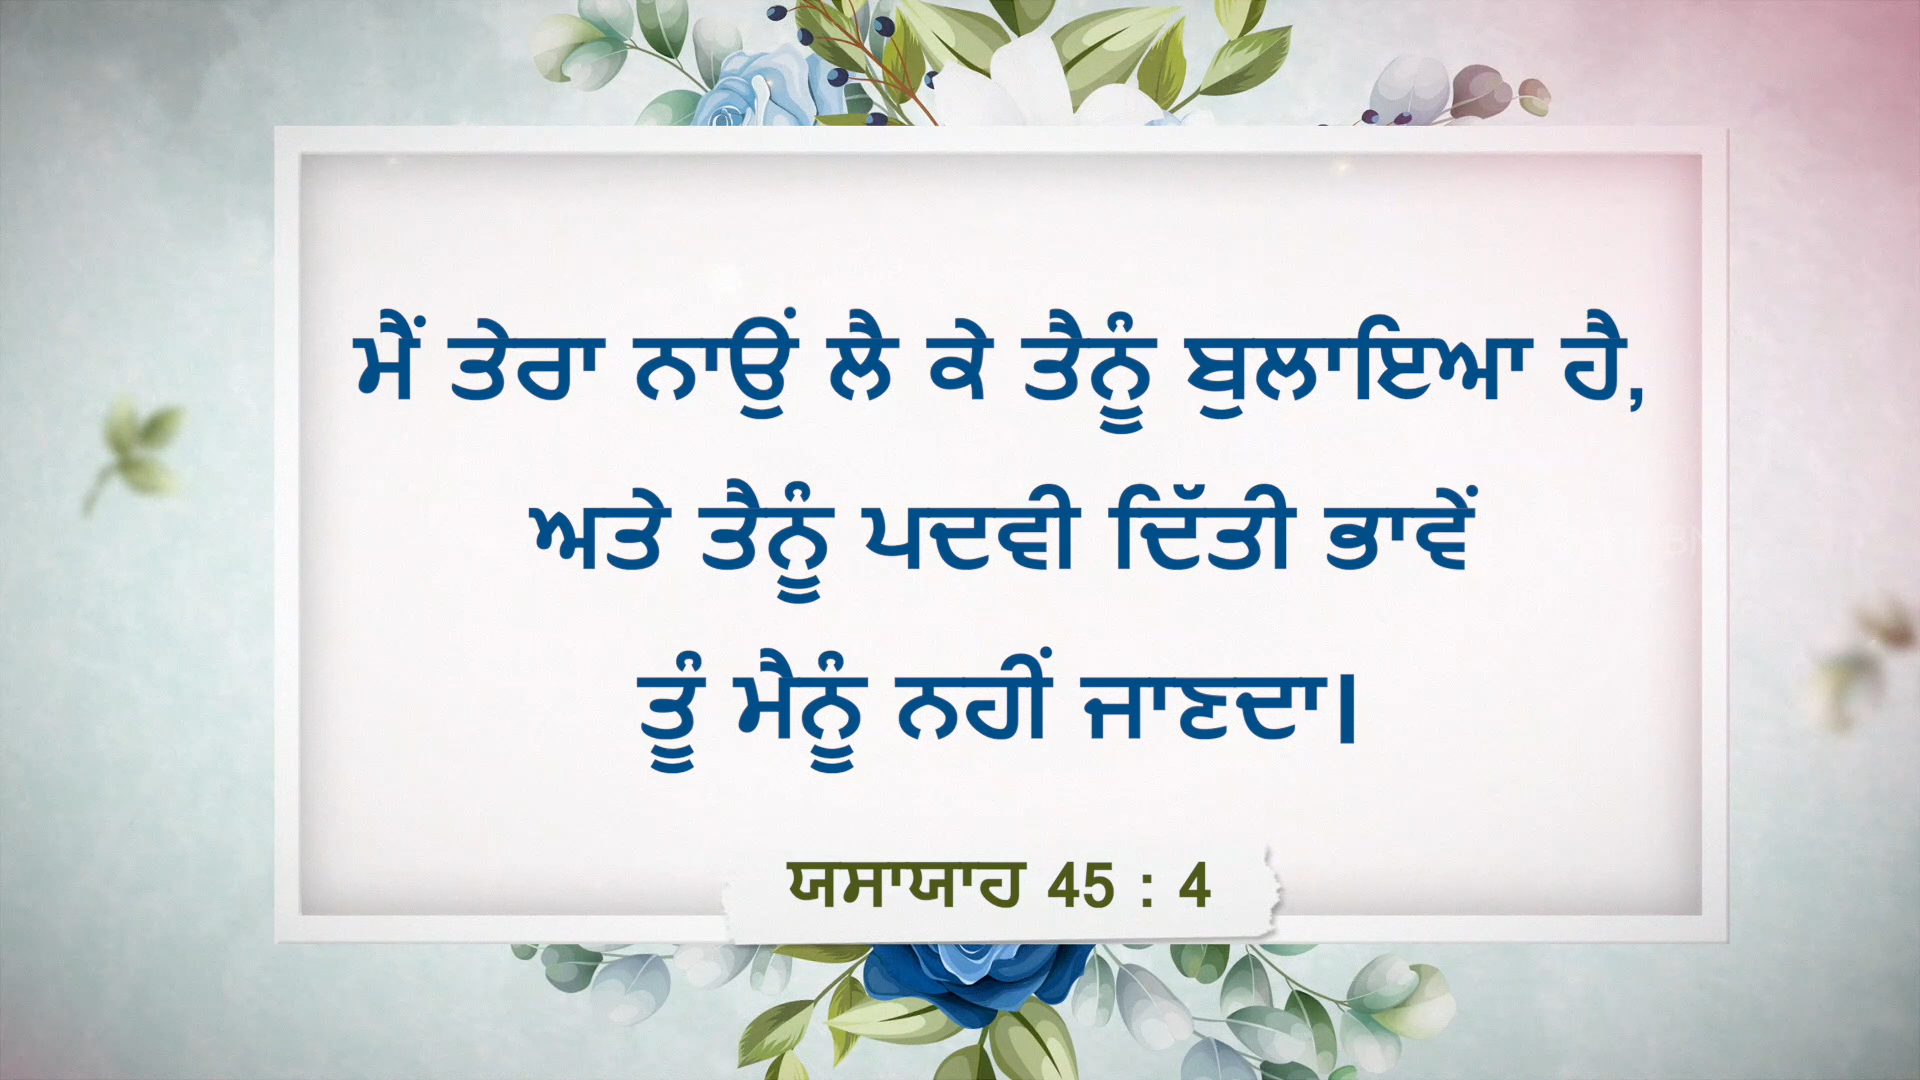 ਮੈਂ ਤੇਰਾ ਨਾਉਂ ਲੈ ਕੇ ਤੈਨੂੰ ਬੁਲਾਇਆ ਹੈ,
ਅਤੇ ਤੈਨੂੰ ਪਦਵੀ ਦਿੱਤੀ ਭਾਵੇਂ
ਤੂੰ ਮੈਨੂੰ ਨਹੀਂ ਜਾਣਦਾ।
ਯਸਾਯਾਹ 45 : 4